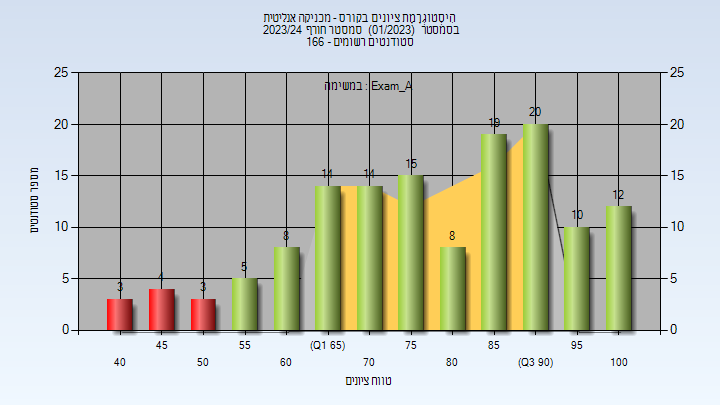 היסטוגרמת ציונים בקורס - מכניקה אנליטית
בסמסטר (01/2023) סמסטר חורף 2023/24
סטודנטים רשומים - 166
במשימה : Exam_A
מספר סטודנטים
25 25
20 20
15 15
10 10
5 5
0 0
3 4 3 5 8 14 14 15 8 19 20 10 12
45 55 (Q1 65) 75 85 95
40 50 60 70 80 (Q3 90) 100
טווח ציונים